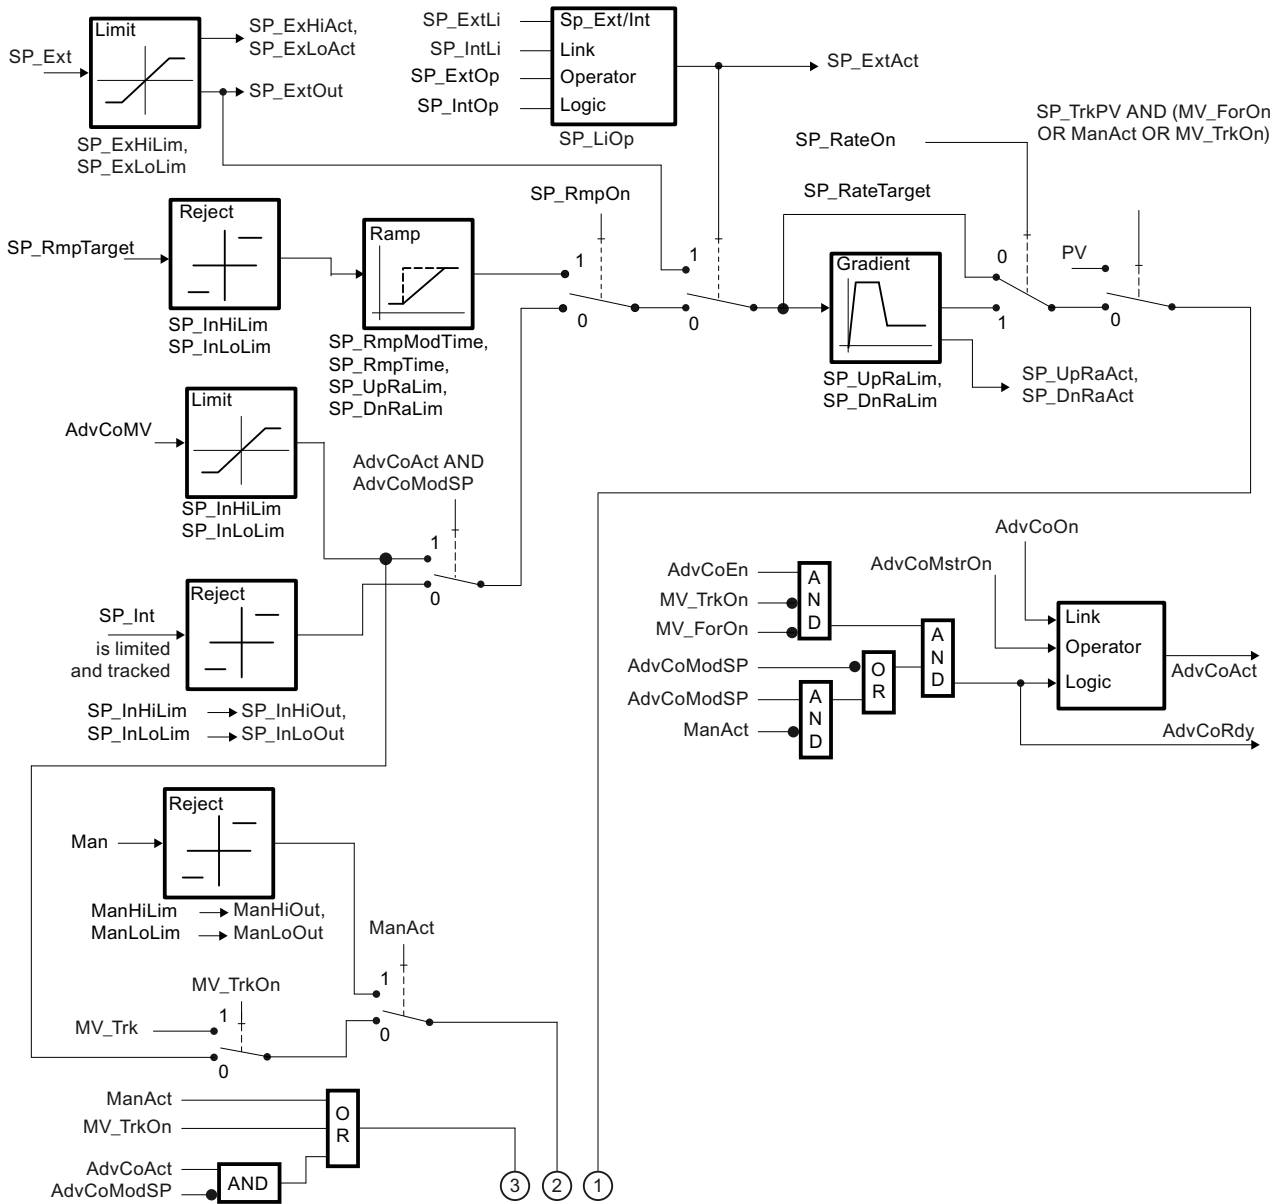 Limit
SP_Ext
SP_ExHiAct,
SP_ExLoAct
SP_ExtOut
SP_ExHiLim,
SP_ExLoLim
SP_ExtLi
SP_IntLi
SP_ExtOp
SP_IntOp
Sp_Ext/Int
Link
Operator
Logic
SP_LiOp
SP_ExtAct
SP_TrkPV AND (MV_ForOn
OR ManAct OR MV_TrkOn)
SP_RateOn
SP_RmpOn
SP_RateTarget
Reject
SP_RmpTarget
SP_InHiLim
SP_InLoLim
Ramp
SP_RmpModTime,
SP_RmpTime,
SP_UpRaLim,
SP_DnRaLim
1
0
1
0
Gradient
SP_UpRaLim,
SP_DnRaLim
0
1
PV
0
SP_UpRaAct,
SP_DnRaAct
Limit
AdvCoMV
SP_InHiLim
SP_InLoLim
AdvCoAct AND
AdvCoModSP
1
0
Reject
SP_Int
is limited
and tracked
SP_InHiLim
SP_InHiOut,
SP_InLoLim
SP_InLoOut
AdvCoOn
AdvCoMstrOn
AdvCoEn
MV_TrkOn
MV_ForOn
AND
AdvCoModSP
AdvCoModSP
ManAct
AND
OR
AND
Link
Operator
Logic
AdvCoAct
AdvCoRdy
Reject
Man
ManHiLim
ManHiOut,
ManLoLim
ManLoOut
ManAct
1
0
MV_TrkOn
MV_Trk
1
0
ManAct
MV_TrkOn
OR
AdvCoAct
AdvCoModSP
AND
3
2
1